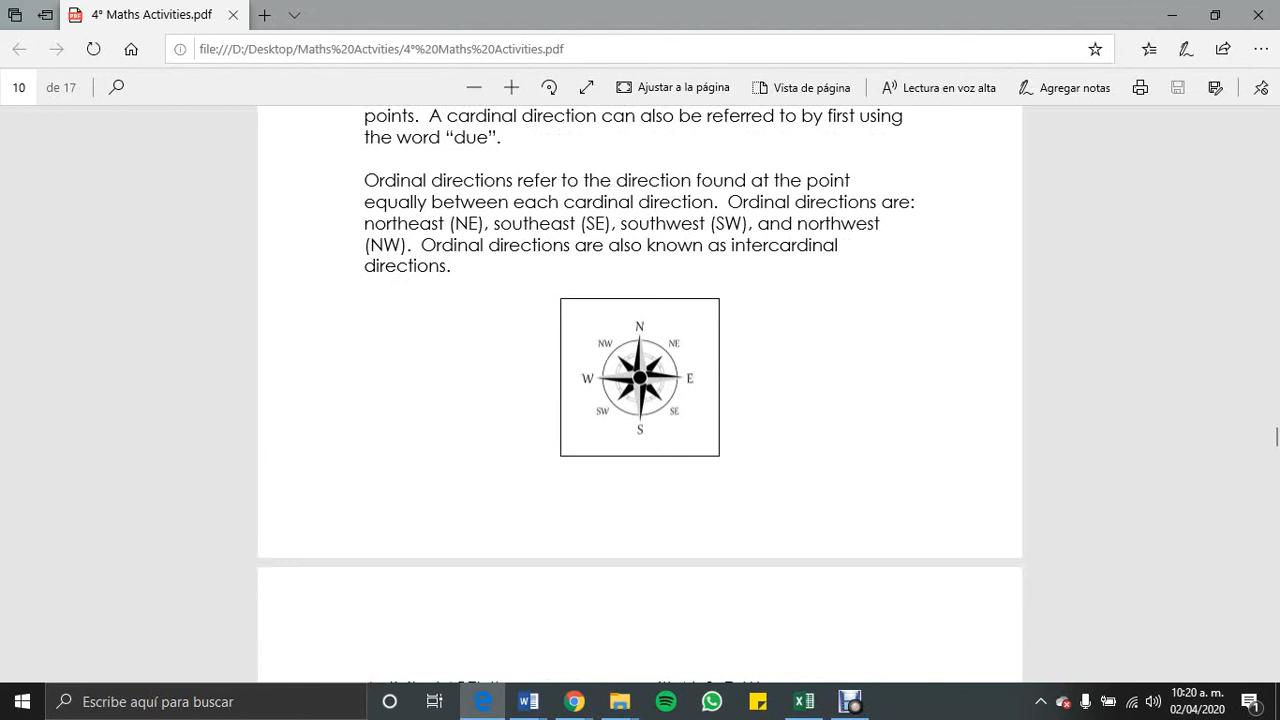 4° Maths Activities.pdf
file:///D:/Desktop/Maths%20Actvities/4°%20Maths%20Activities.pdf
10 de 17 Ajustar a la página Vista de página Lectura en voz alta Agregar notas
points. A cardinal direction can also be referred to by first using
the word “due”.
Ordinal directions refer to the direction found at the point
equally between each cardinal direction. Ordinal directions are:
northeast (NE), southeast (SE), southwest (SW), and northwest
(NW). Ordinal directions are also known as intercardinal
directions.
N
NW NE
W E
SW SE
S
Escribe aquí para buscar
10:20 a. m.
02/04/2020